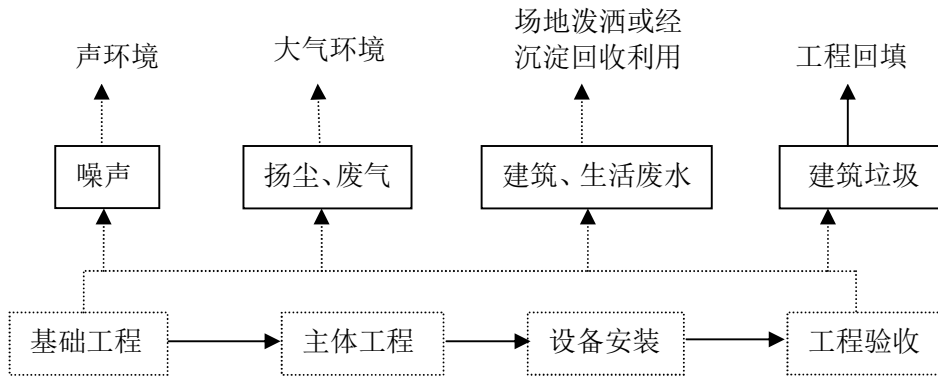 声环境
大气环境
场地泼洒或经
沉淀回收利用
工程回填
噪声
扬尘、废气
建筑、生活废水
建筑垃圾
基础工程
主体工程
设备安装
工程验收